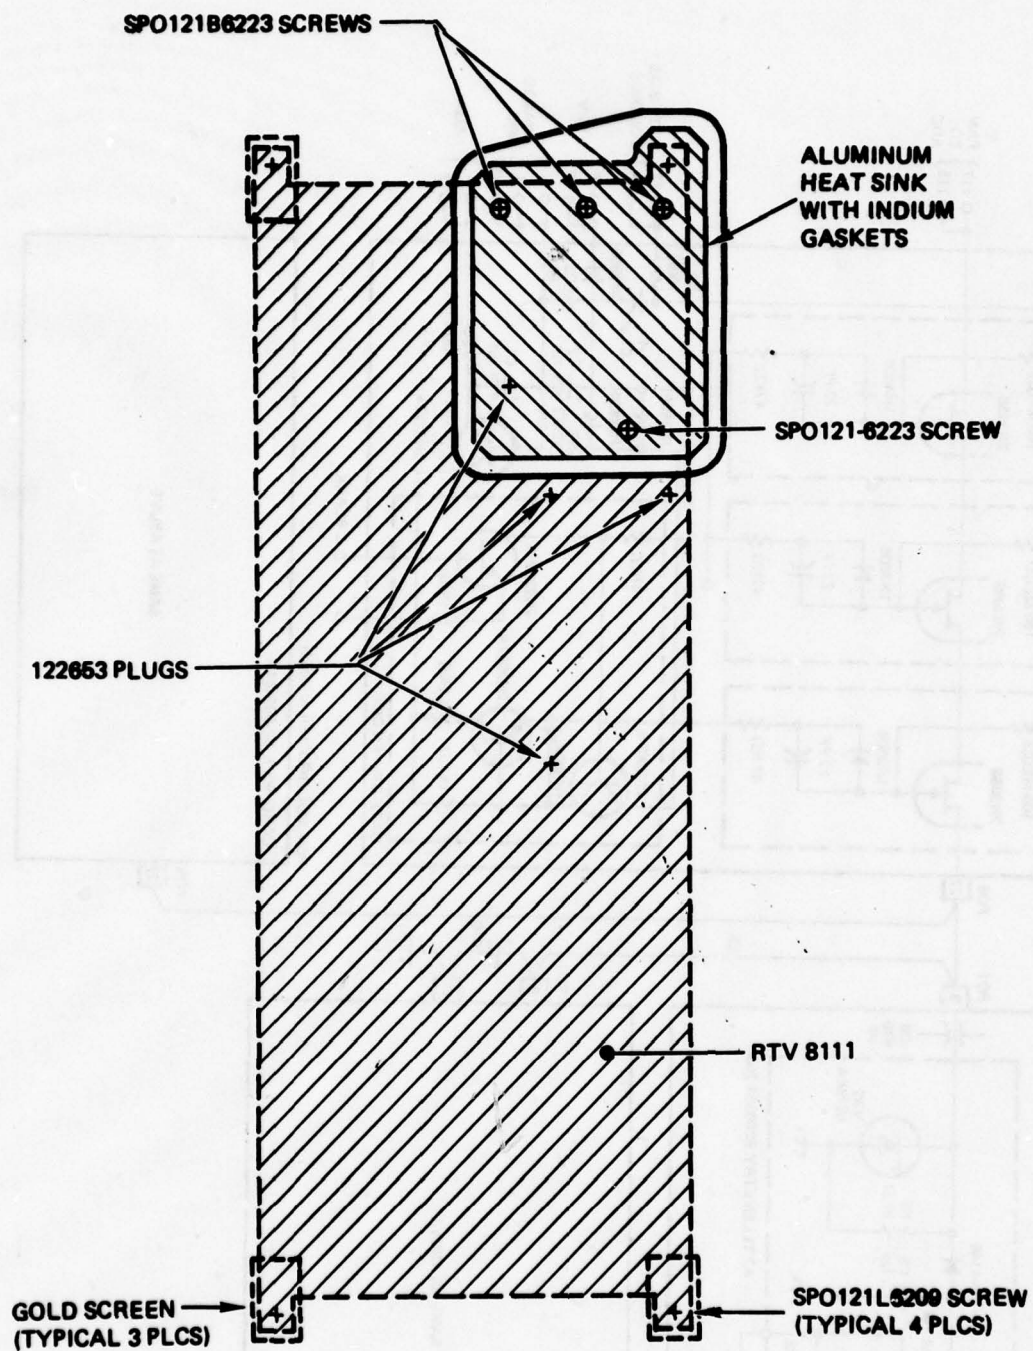 SPO121B6223 SCREWS
ALUMINUM
HEAT SINK
WITH INDIUM
GASKETS
SPO121-6223 SCREW
122653 PLUGS
RTV 8111
GOLD SCREEN
(TYPICAL 3 PLCS)
SCREW
(TYPICAL 4 PLCS)